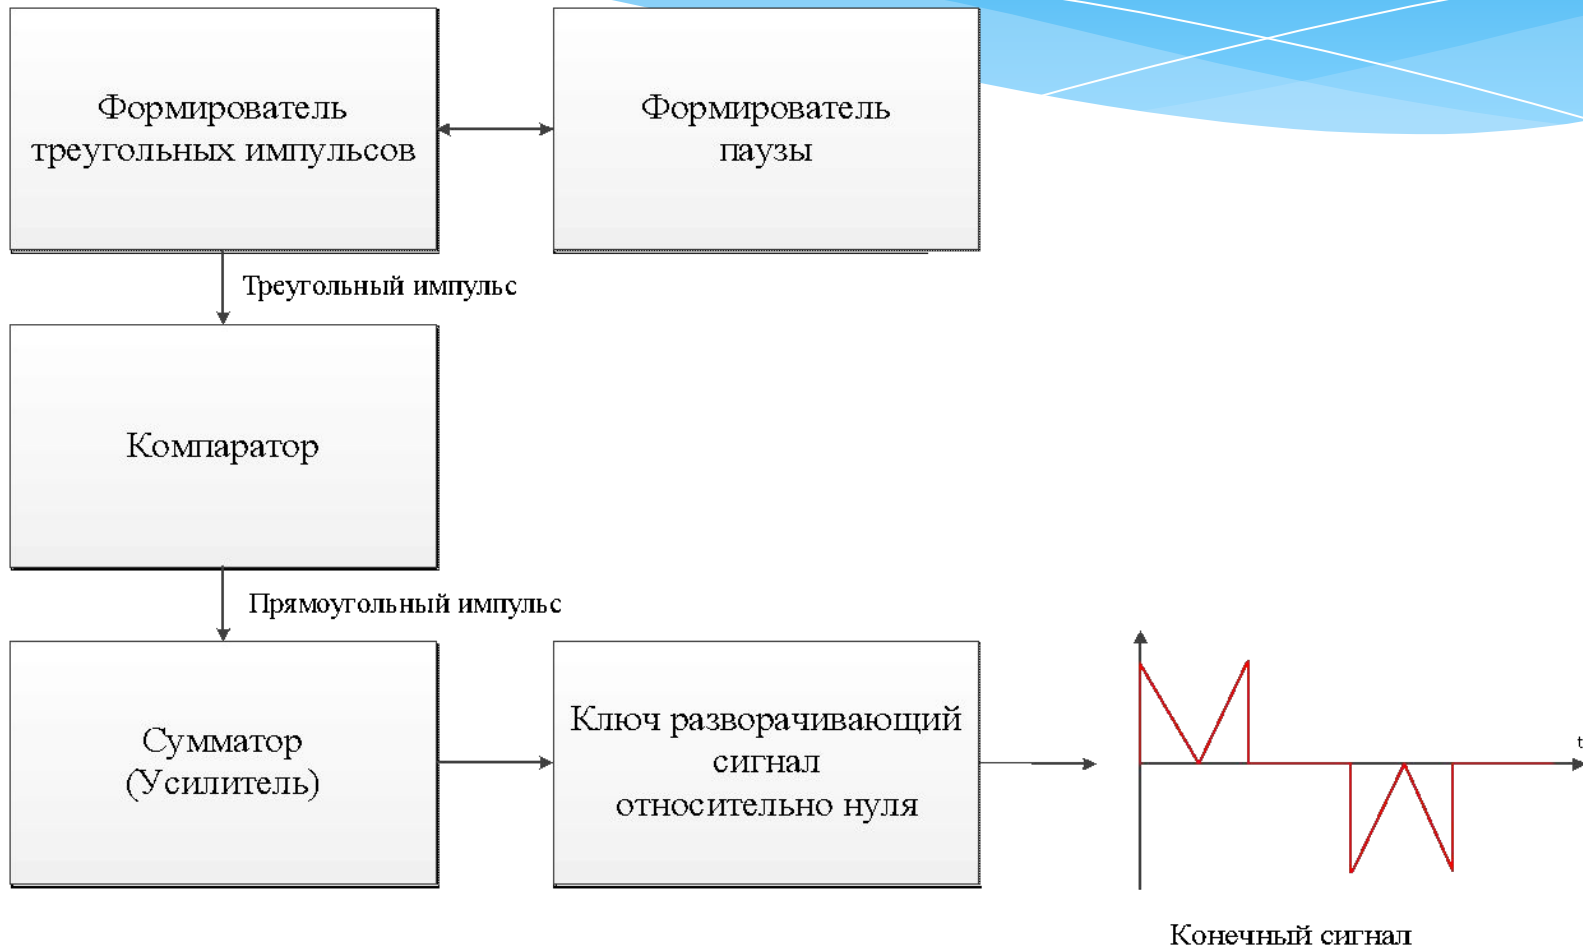 Формирователь
треугольных импульсов
Формирователь
паузы
Треугольный импульс
Компаратор
Прямоугольный импульс
Сумматор
(Усилитель)
Ключ разворачивающий
сигнал
относительно нуля
t
Конечный сигнал